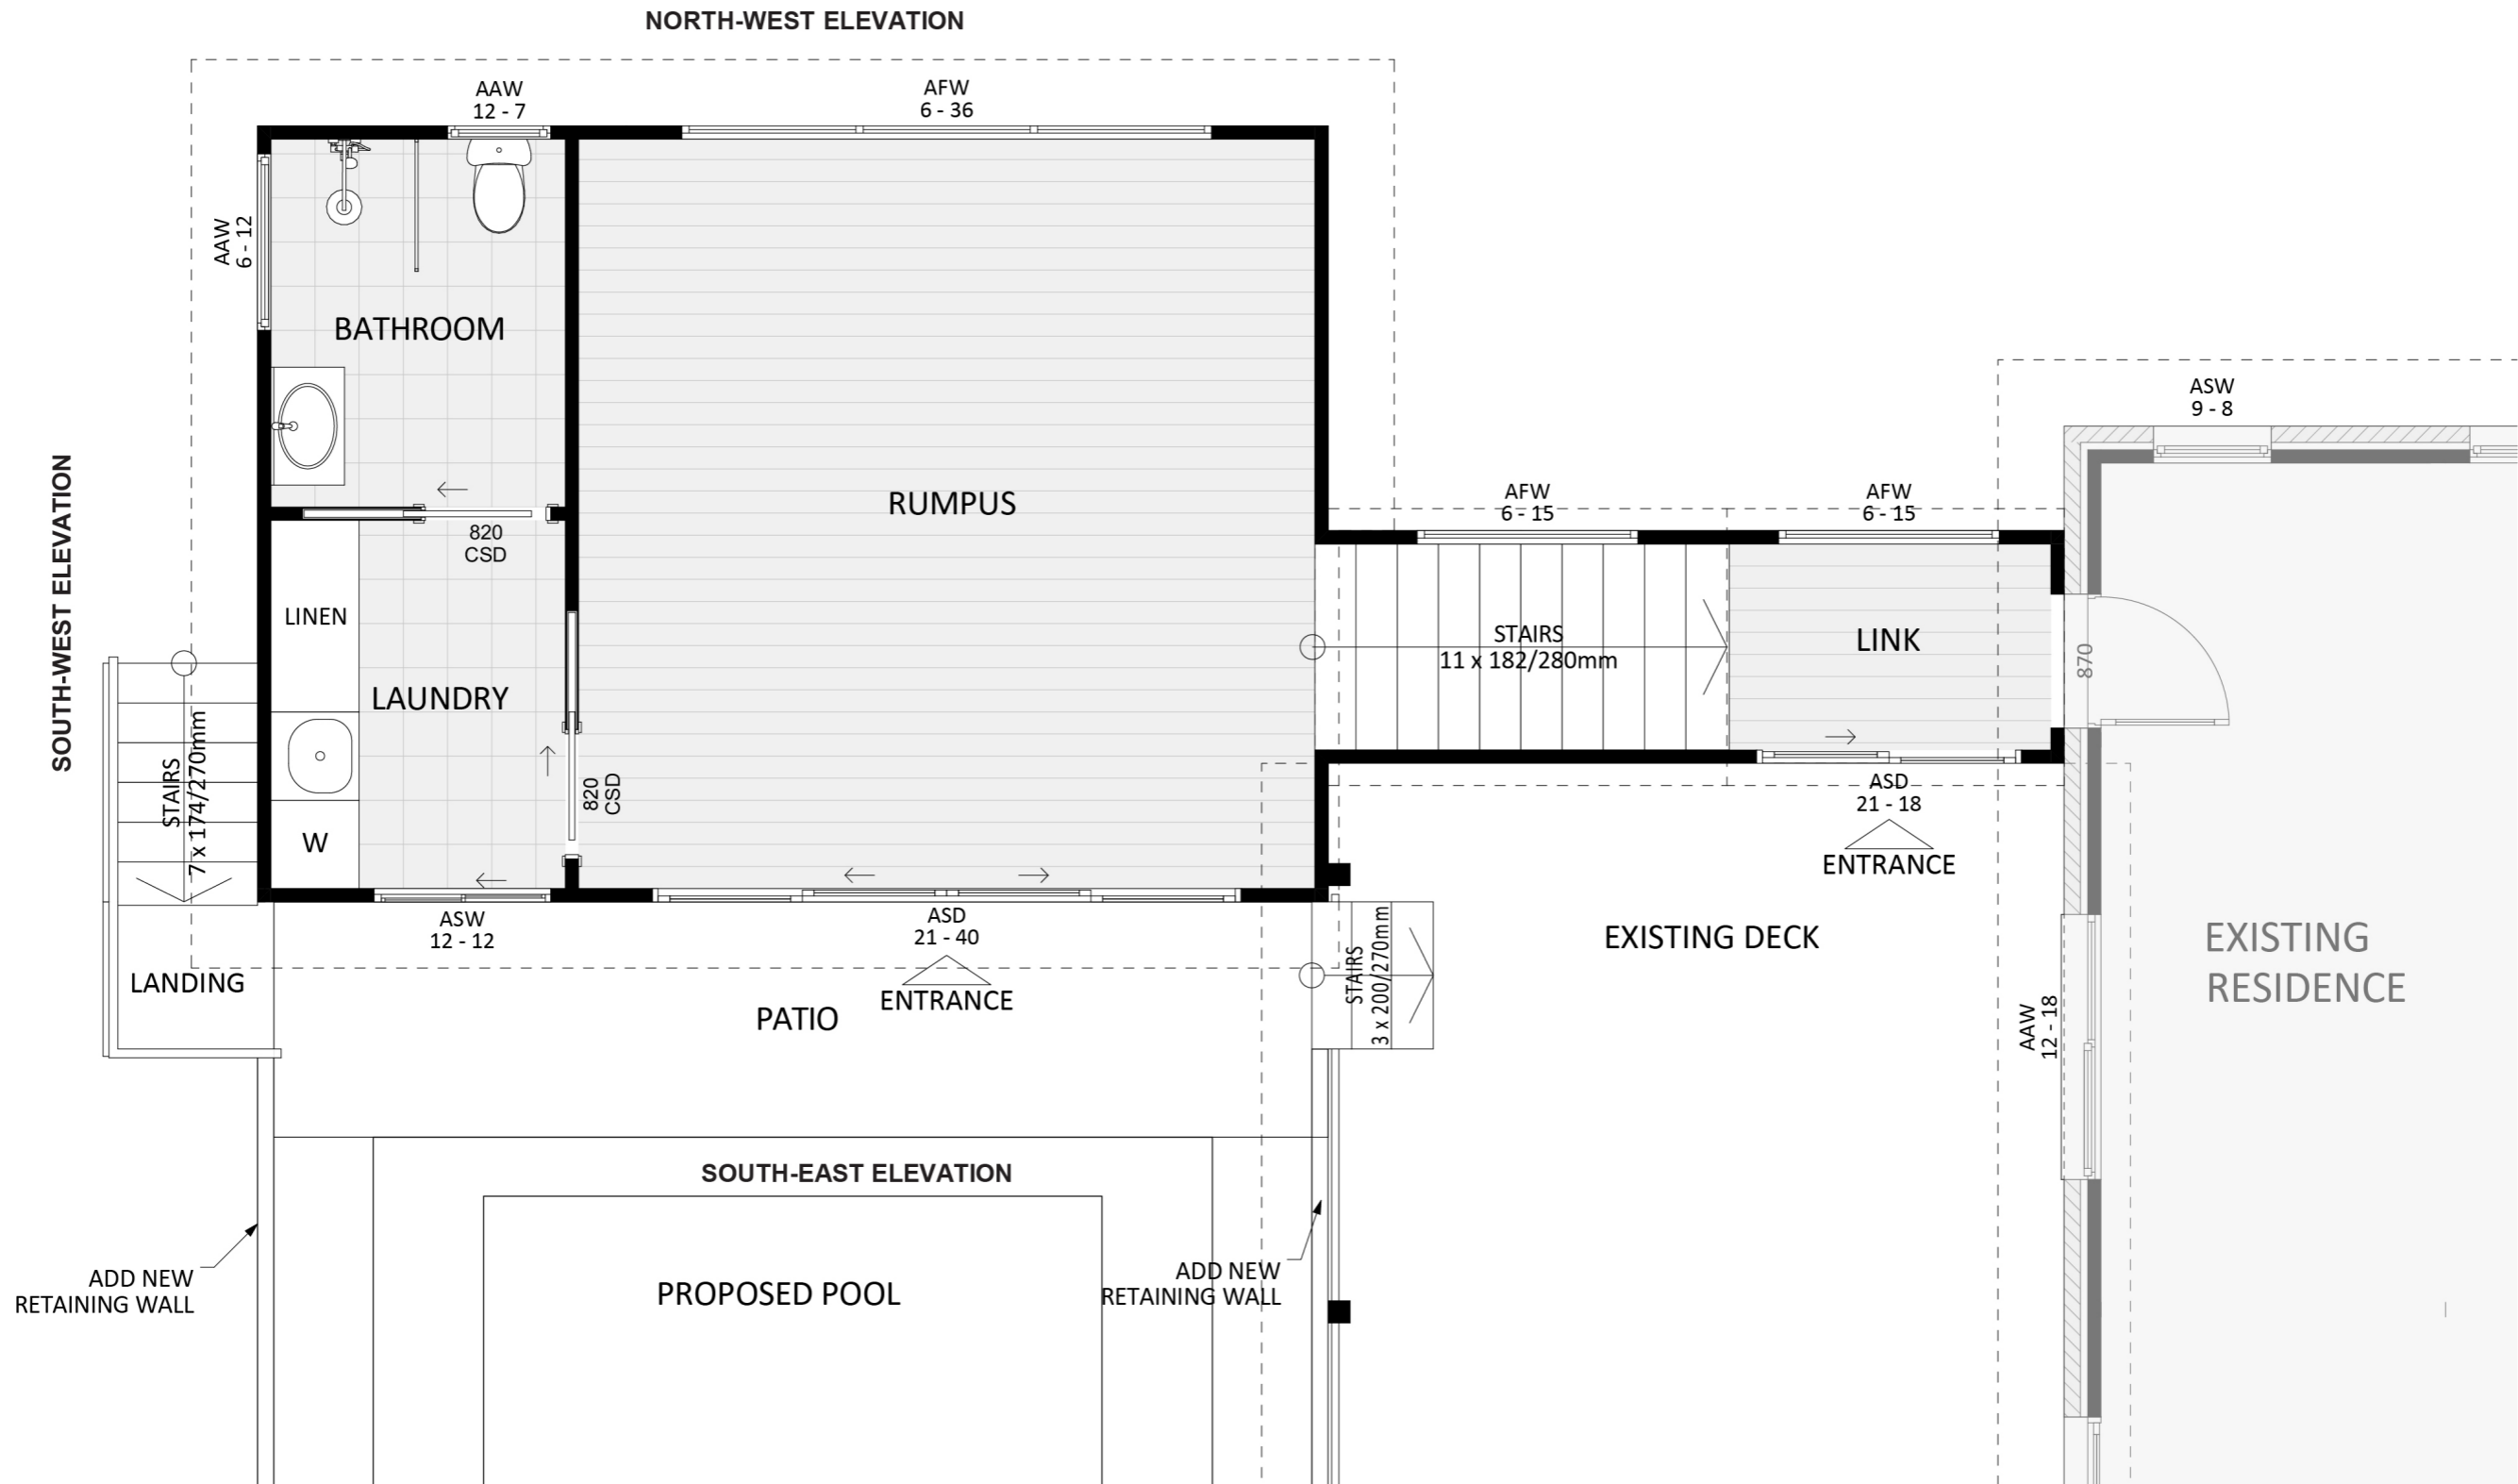 NORTH-WEST ELEVATION
AAW
12 - 7
AFW
6 - 36
AAW
6 - 12
BATHROOM
ASW
9 - 8
SOUTH-WEST ELEVATION
RUMPUS
AFW
6 - 15
AFW
6 - 15
820
CSD
LINEN
STAIRS
11 x 182/280mm
LINK
870
LAUNDRY
STAIRS
7 x 174/270mm
820
CSD
W
ASD
21 - 18
ENTRANCE
ASW
12 - 12
ASD
21 - 40
ENTRANCE
STAIRS
3 x 200/270mm
EXISTING DECK
EXISTING
RESIDENCE
LANDING
PATIO
AAW
12 - 18
SOUTH-EAST ELEVATION
ADD NEW
RETAINING WALL
PROPOSED POOL
ADD NEW
RETAINING WALL